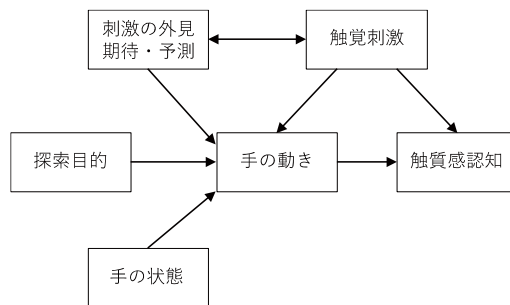 刺激の外見
期待・予測
触覚刺激
探索目的
手の動き
触質感認知
手の状態